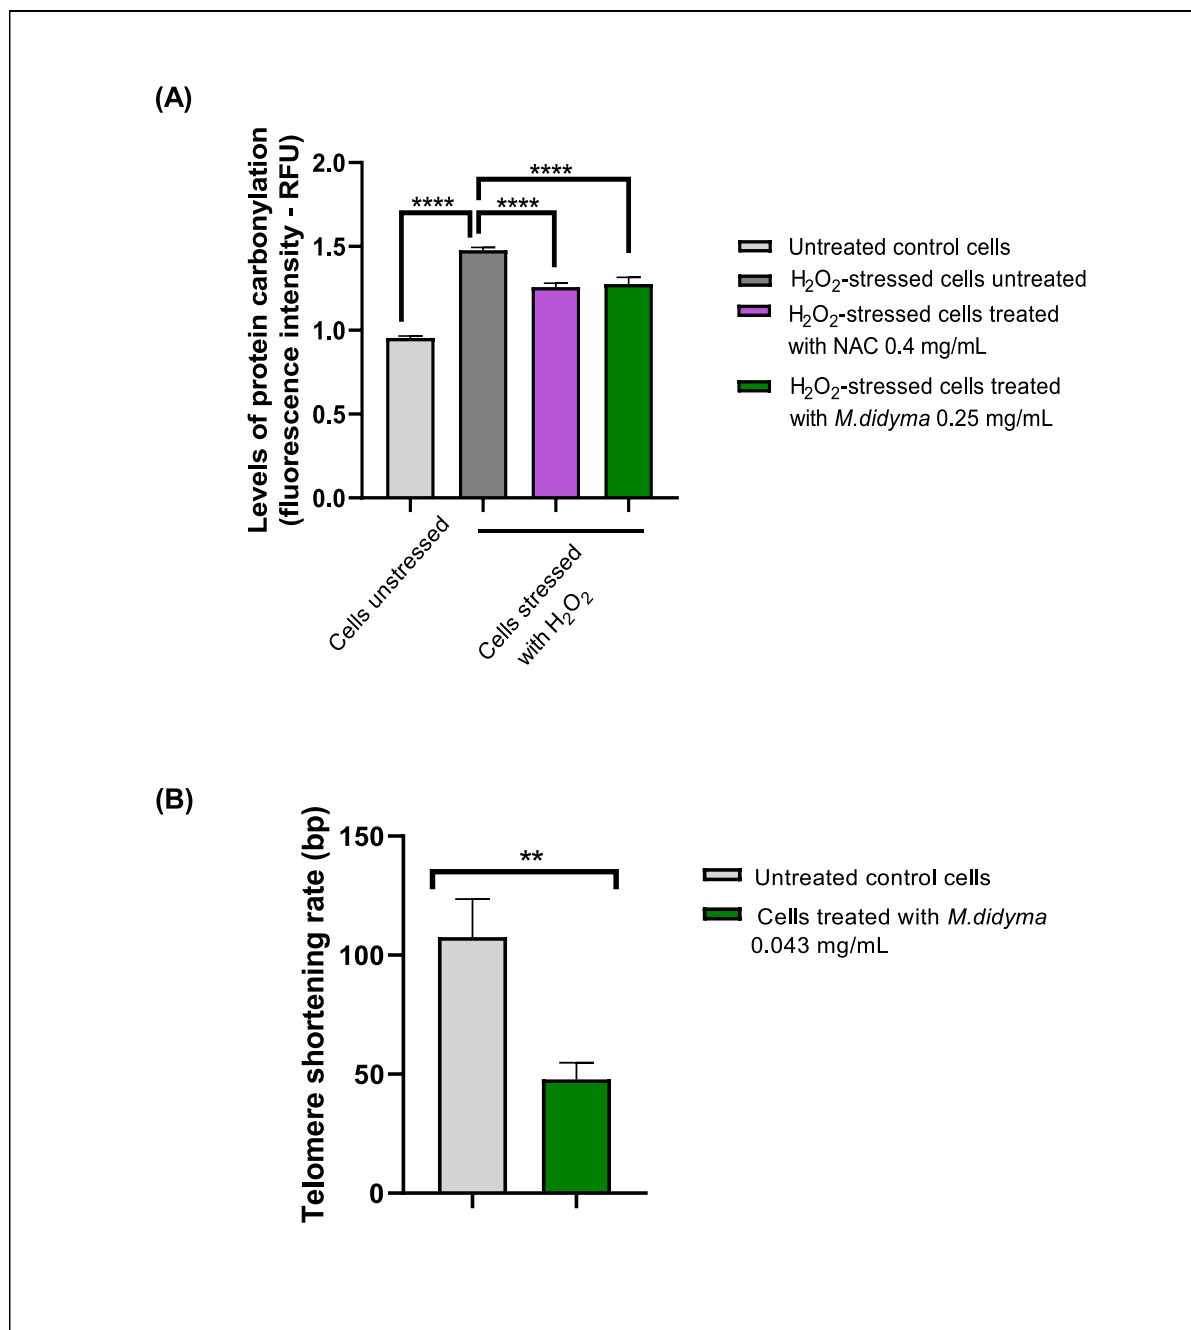 (A)
Levels of protein carbonylation
(fluorescence intensity - RFU)
2.0
1.5
1.0
0.5
0.0
****
****
****
Cells unstressed
Cells stressed
with H₂O₂
Untreated control cells
H₂O₂-stressed cells untreated
H₂O₂-stressed cells treated
with NAC 0.4 mg/mL
H₂O₂-stressed cells treated
with M.didyma 0.25 mg/mL
(B)
Telomere shortening rate (bp)
150
100
50
0
**
Untreated control cells
Cells treated with M.didyma
0.043 mg/mL